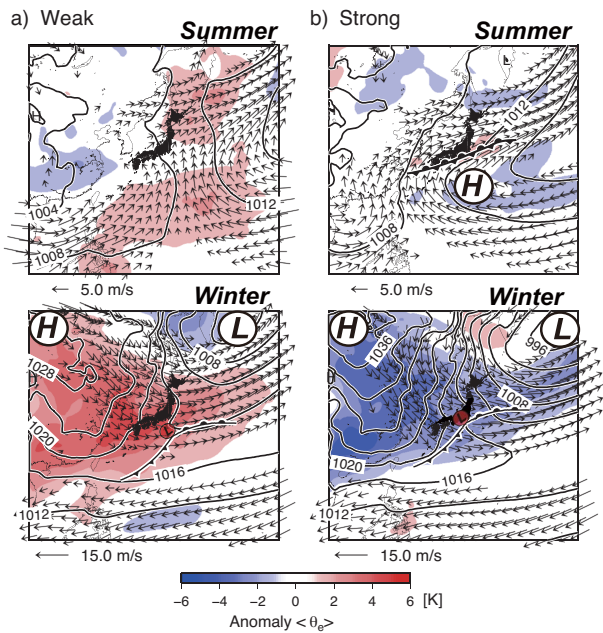 a) Weak
b) Strong
Summer
Summer
1004
1008
1012
5.0 m/s
1012
H
1008
5.0 m/s
Winter
Winter
H
L
1028
1008
1020
1016
1012
15.0 m/s
H
L
1036
996
1008
1020
1016
1012
15.0 m/s
−6 −4 −2 0 2 4 6 [K]
Anomaly <θe>